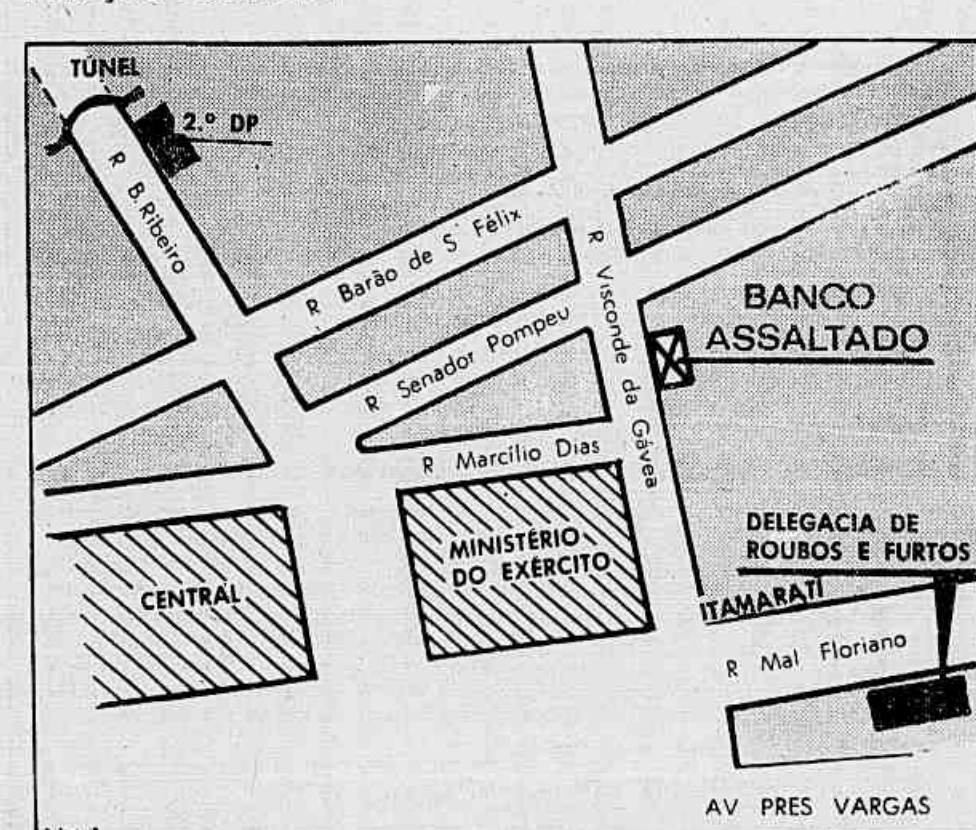 TÚNEL
2.º DP
R B. Ribeiro
R Barão de S. Félix
R Senador Pompeu
R Visconde da Gávea
BANCO
ASSALTADO
R Marcílio Dias
MINISTÉRIO
DO EXÉRCITO
CENTRAL
DELEGACIA DE
ROUBOS E FURTOS
ITAMARATI
R Mal Floriano
AV PRES VARGAS